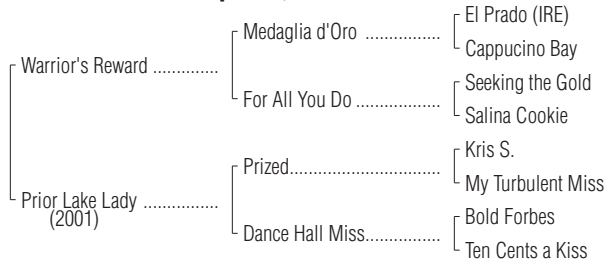 El Prado (IRE)
Medaglia d'Oro ..................
Cappucino Bay
Warrior's Reward ..............
Seeking the Gold
For All You Do ...................
Salina Cookie
Kris S.
Prized.................................
My Turbulent Miss
Prior Lake Lady ................
(2001)
Bold Forbes
Dance Hall Miss.................
Ten Cents a Kiss